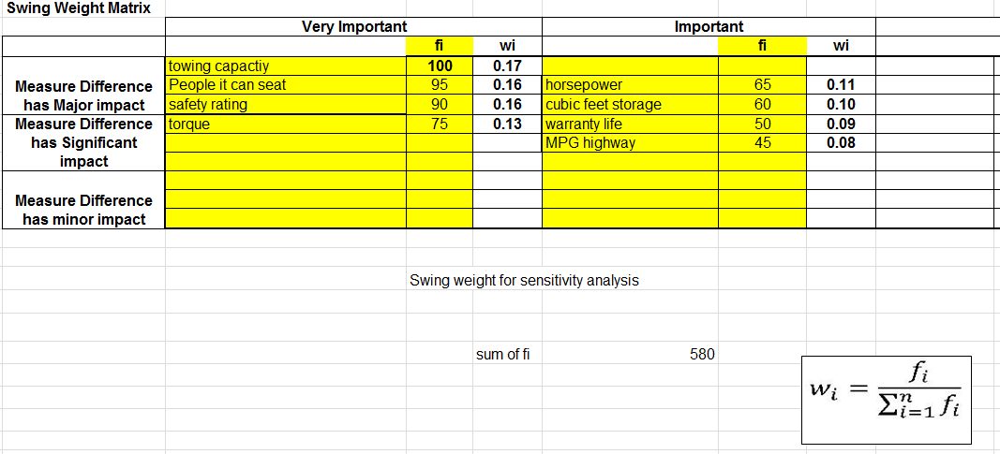 Swing Weight Matrix
Very Important Important
fi wi fi wi
towing capactiy 100 0.17
Measure Difference has Major impact
People it can seat 95 0.16 horsepower 65 0.11
safety rating 90 0.16 cubic feet storage 60 0.10
Measure Difference has Significant impact
torque 75 0.13 warranty life 50 0.09
MPG highway 45 0.08
Measure Difference has minor impact
Swing weight for sensitivity analysis
sum of fi 580
w_i = f_i / ∑_{i=1}^{n} f_i